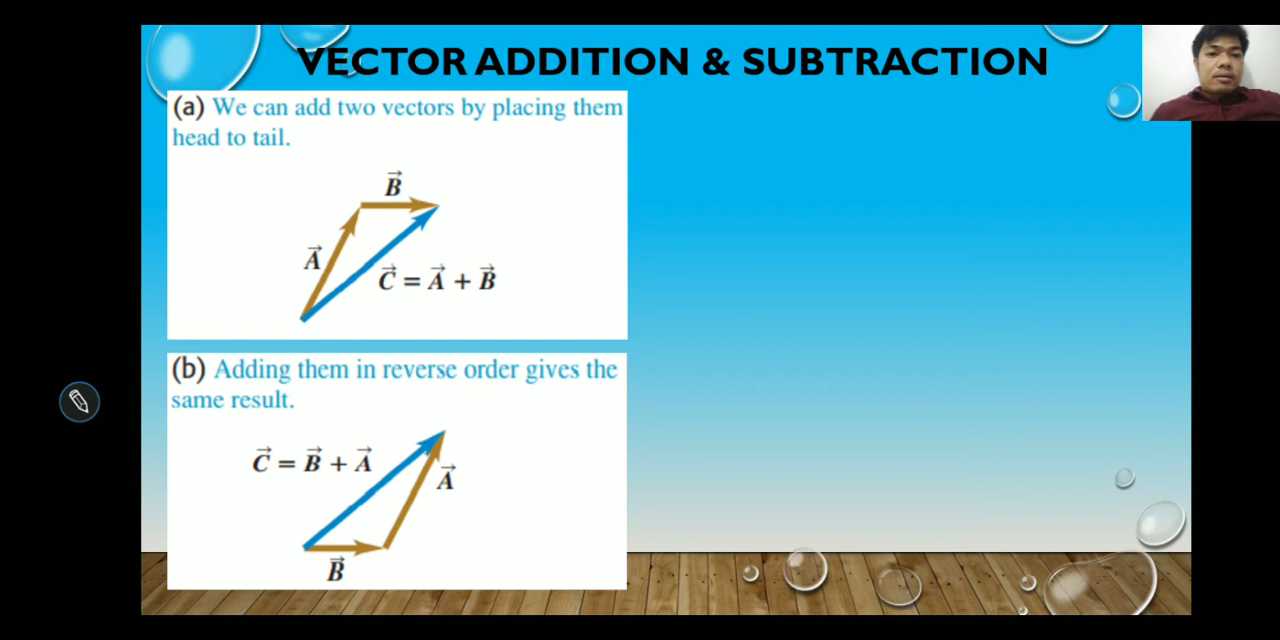 VECTOR ADDITION & SUBTRACTION
(a) We can add two vectors by placing them
head to tail.
B⃗
A⃗
C⃗ = A⃗ + B⃗
(b) Adding them in reverse order gives the
same result.
C⃗ = B⃗ + A⃗
A⃗
B⃗